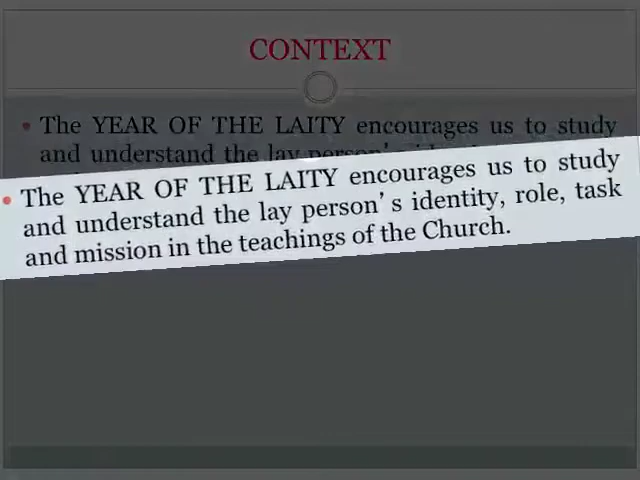 CONTEXT
• The YEAR OF THE LAITY encourages us to study
and understand the lay person's
• The YEAR OF THE LAITY encourages us to study
and understand the lay person's identity, role, task
and mission in the teachings of the Church.